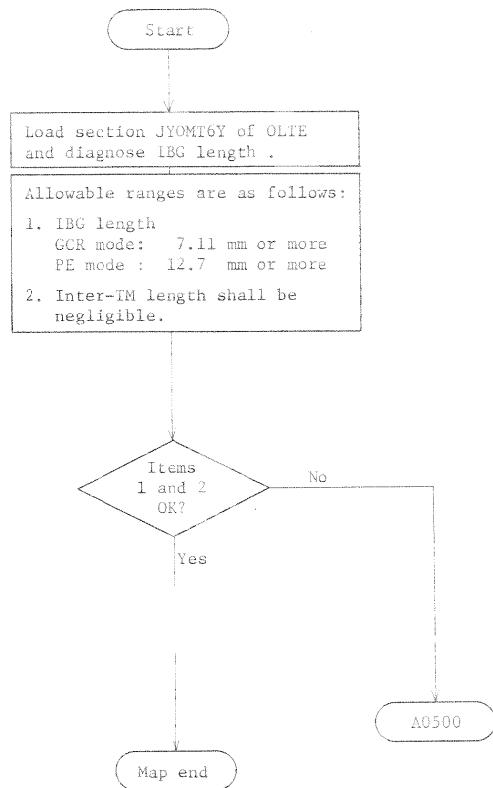 Start
Load section JYOMT6Y of OLTE
and diagnose IBG length .
Allowable ranges are as follows:
1. IBG length
GCR mode: 7.11 mm or more
PE mode : 12.7 mm or more
2. Inter-TM length shall be
negligible.
Items
1 and 2
OK?
No
Yes
A0500
Map end